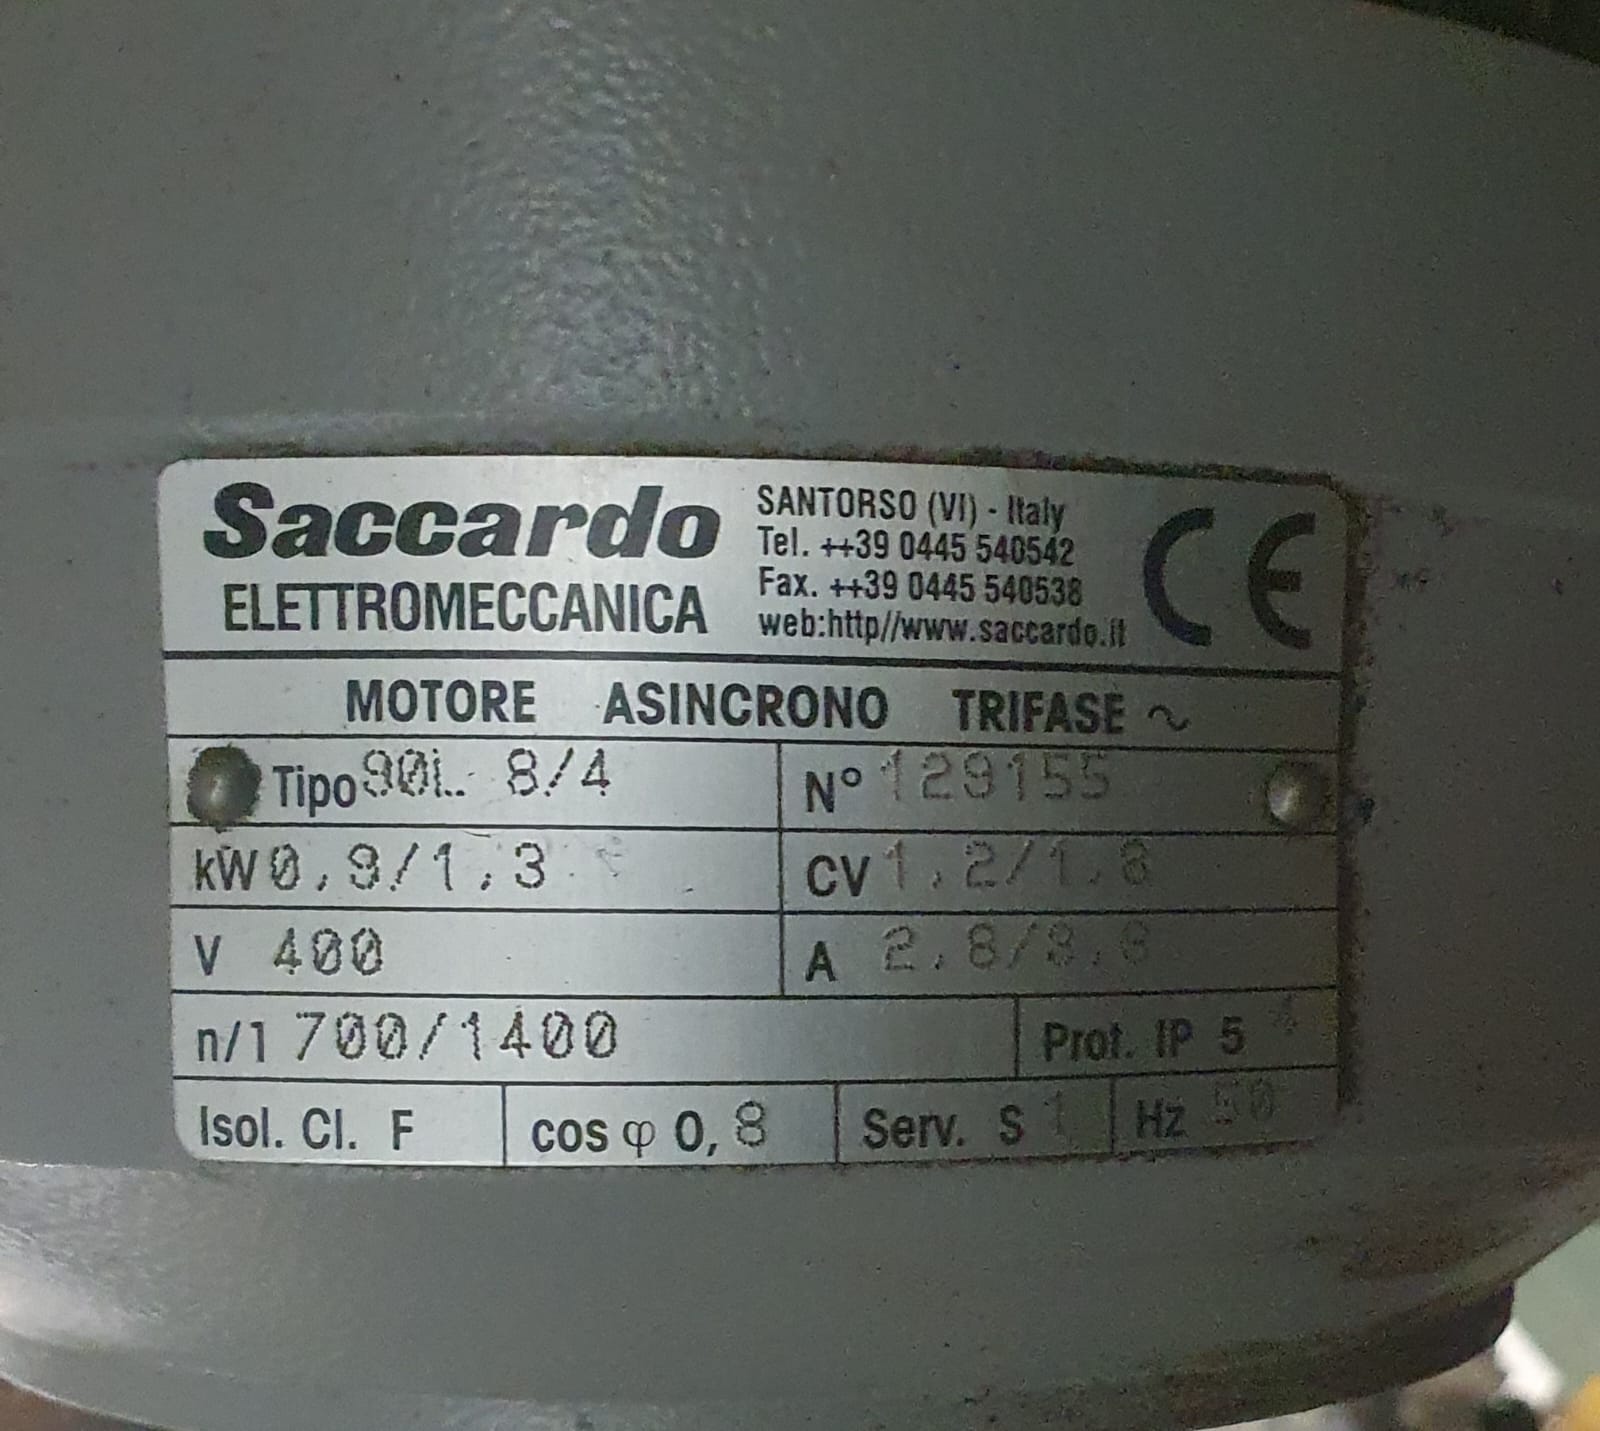 Saccardo
ELETTROMECCANICA
SANTORSO (VI) - Italy
Tel. ++39 0445 540542
Fax. ++39 0445 540538
web:http//www.saccardo.it
CE
MOTORE ASINCRONO TRIFASE ~
Tipo 90L 8/4
N° 129155
kW 0,9/1,3
CV 1,2/1,8
V 400
A
n/1 700/1400
Prot. IP 5
Isol. Cl. F
cos φ 0,8
Serv. S 1
Hz 50